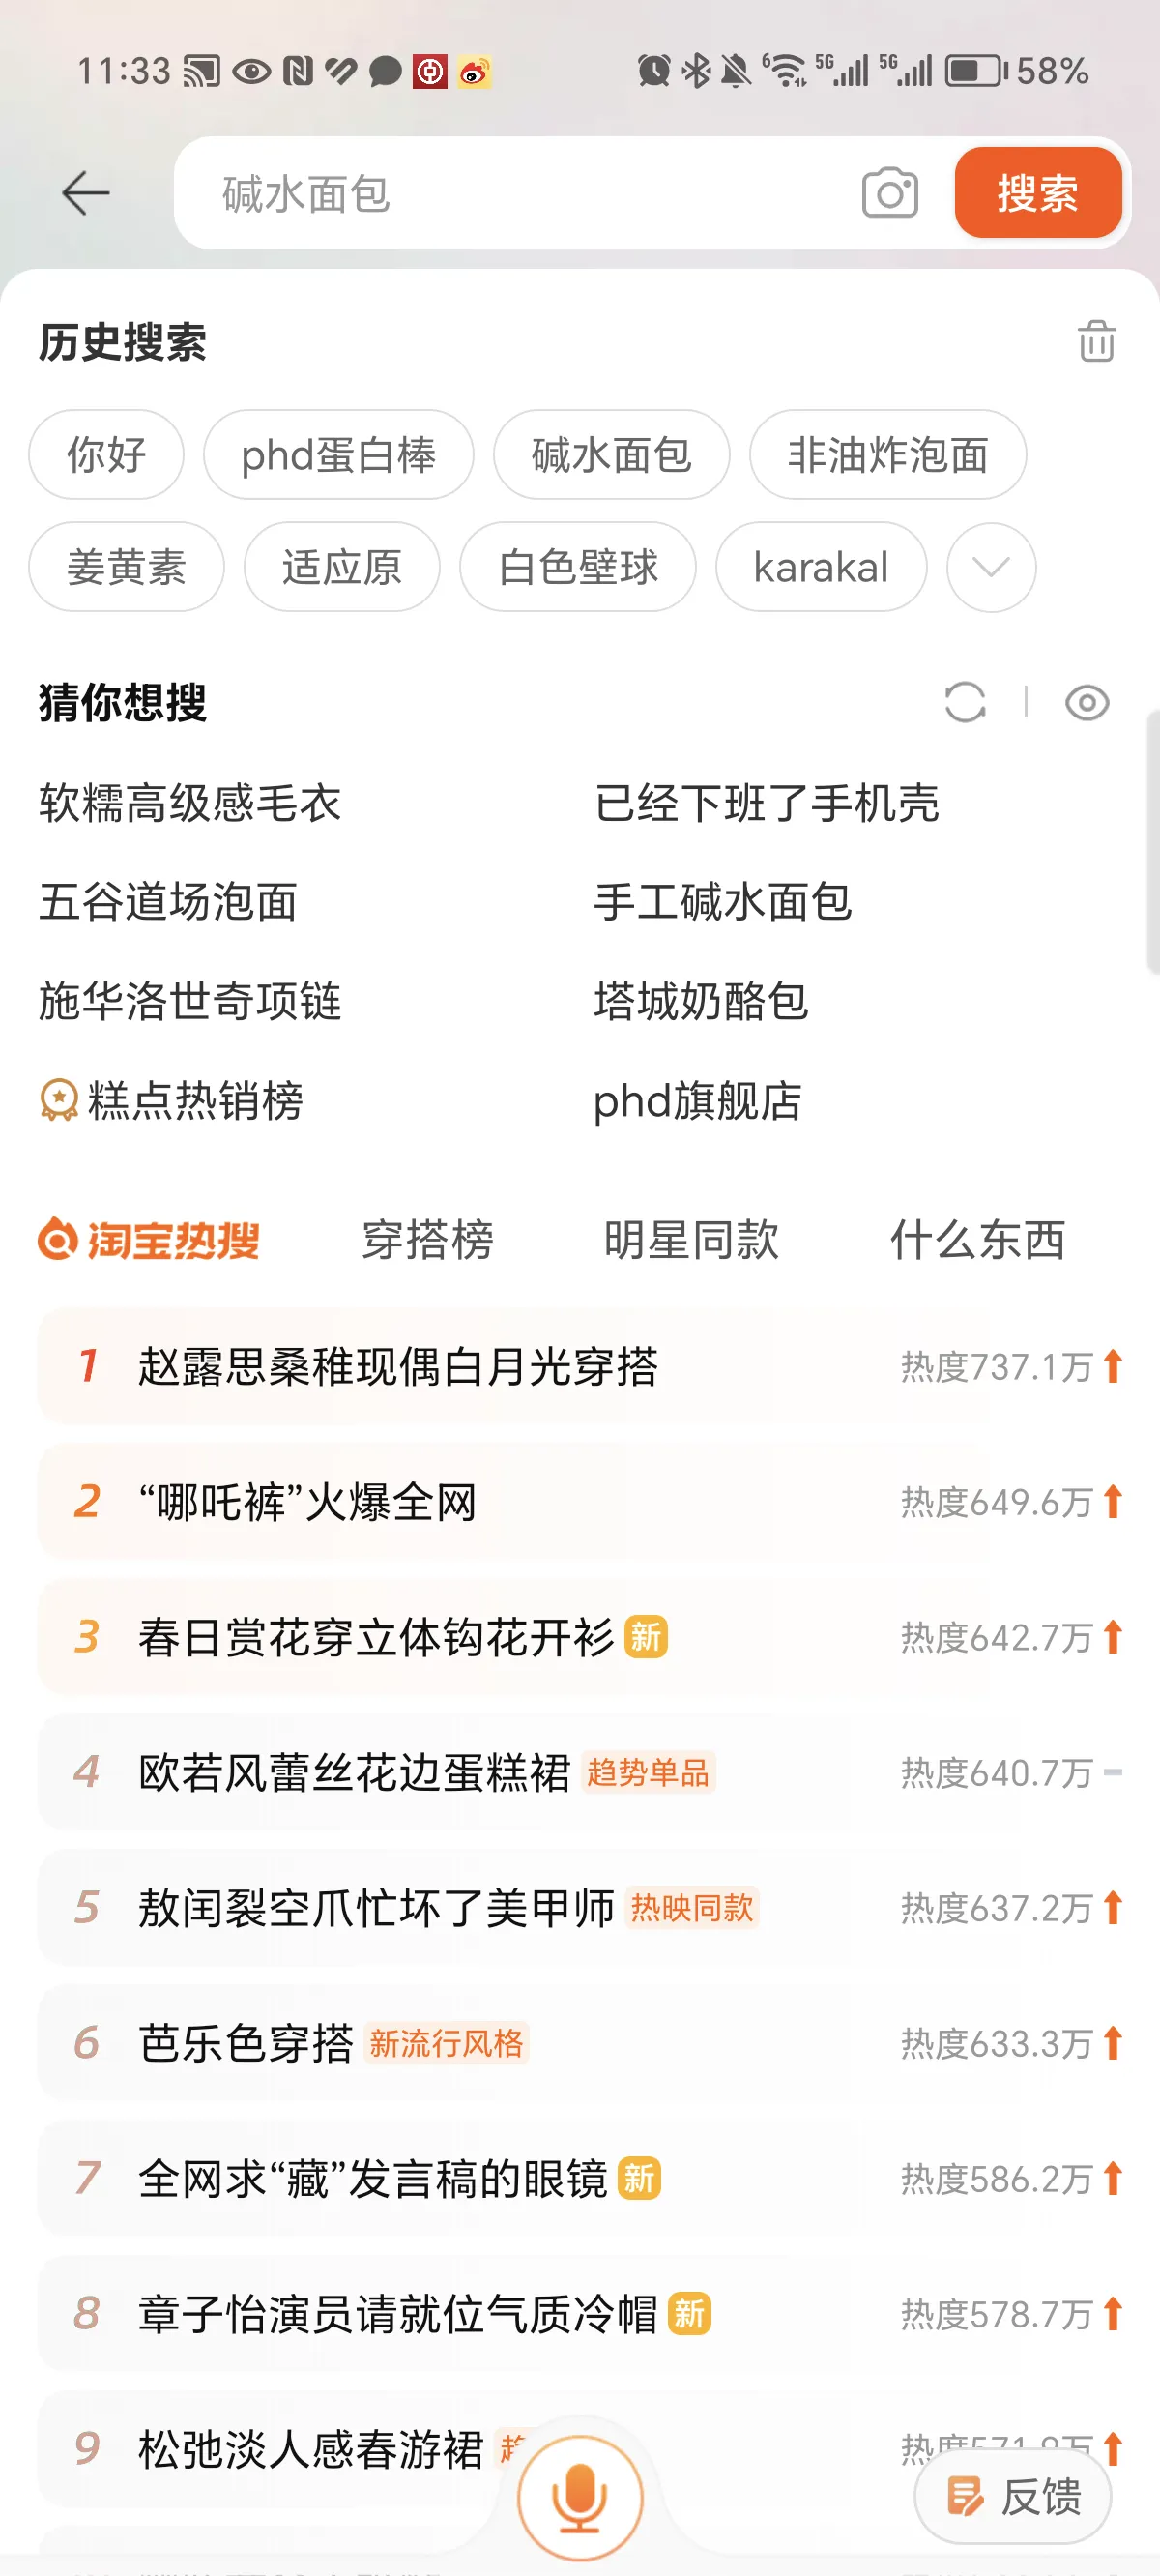 11:33 6 5G 5G 58%
碱水面包 搜索
历史搜索
你好 phd蛋白棒 碱水面包 非油炸泡面
姜黄素 适应原 白色壁球 karakal
猜你想搜
软糯高级感毛衣 已经下班了手机壳
五谷道场泡面 手工碱水面包
施华洛世奇项链 塔城奶酪包
糕点热销榜 phd旗舰店
淘宝热搜 穿搭榜 明星同款 什么东西
1 赵露思桑稚现偶白月光穿搭 热度737.1万
2 “哪吒裤”火爆全网 热度649.6万
3 春日赏花穿立体钩花开衫 新 热度642.7万
4 欧若风蕾丝花边蛋糕裙 趋势单品 热度640.7万
5 敖闰裂空爪忙坏了美甲师 热映同款 热度637.2万
6 芭乐色穿搭 新流行风格 热度633.3万
7 全网求“藏”发言稿的眼镜 新 热度586.2万
8 章子怡演员请就位气质冷帽 新 热度578.7万
9 松弛淡人感春游裙 热度571.9万
反馈